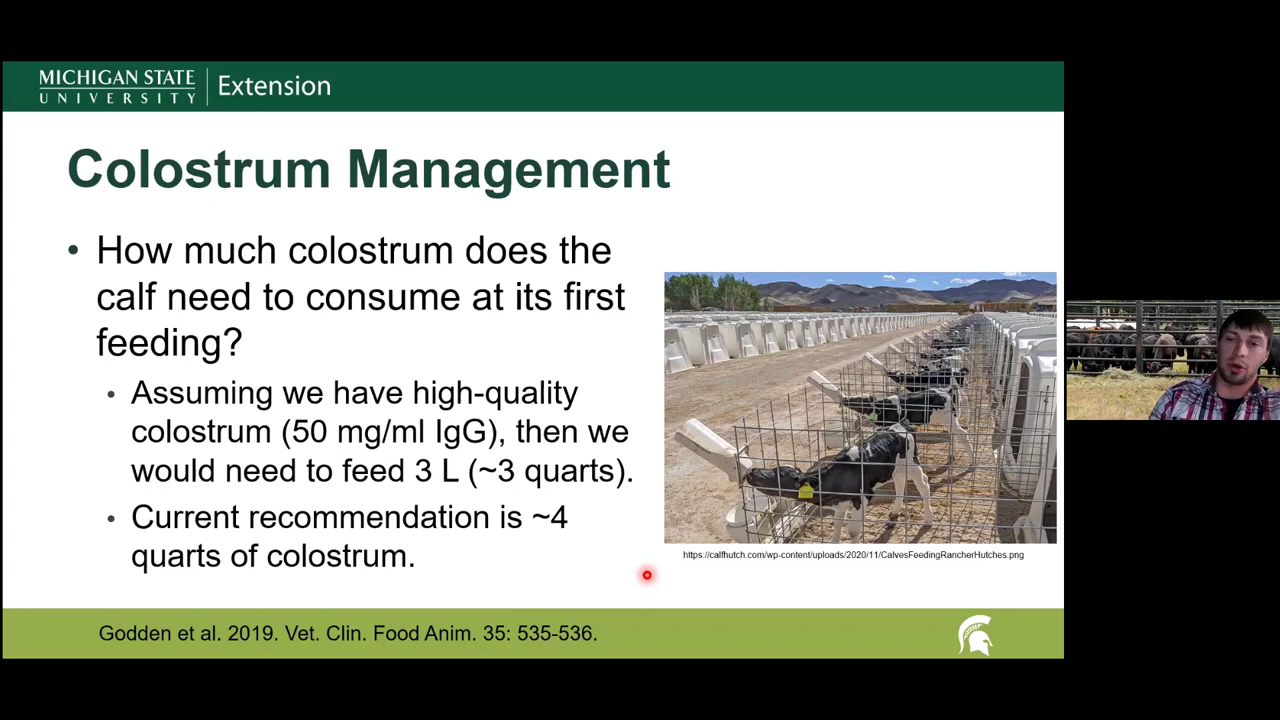 MICHIGAN STATE
UNIVERSITY
Extension
Colostrum Management
• How much colostrum does the
calf need to consume at its first
feeding?
• Assuming we have high-quality
colostrum (50 mg/ml IgG), then we
would need to feed 3 L (~3 quarts).
• Current recommendation is ~4
quarts of colostrum.
https://calfhutch.com/wp-content/uploads/2020/11/CalvesFeedingRancherHutches.png
Godden et al. 2019. Vet. Clin. Food Anim. 35: 535-536.